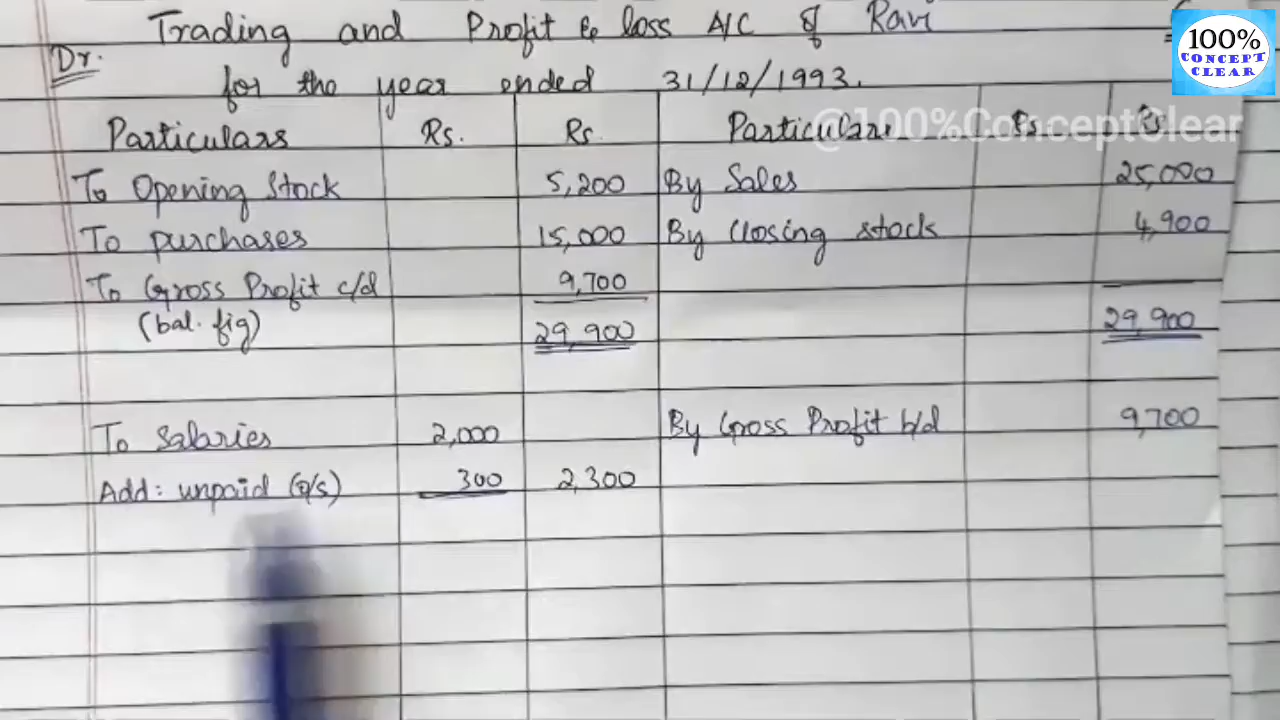 Trading and Profit & loss A/C of Ravi
Dr.
for the year ended 31/12/1993.
100%
CONCEPT
CLEAR
@100%ConceptClear
Particulars Rs. Rs. Particulars Rs. Rs
To Opening Stock 5,200 By Sales 25,000
To purchases 15,000 By Closing stock 4,900
To Gross Profit c/d 9,700
(bal. fig) 29,900 29,900
To Salaries 2,000 By Gross Profit b/d 9,700
Add: unpaid (o/s) 300 2,300